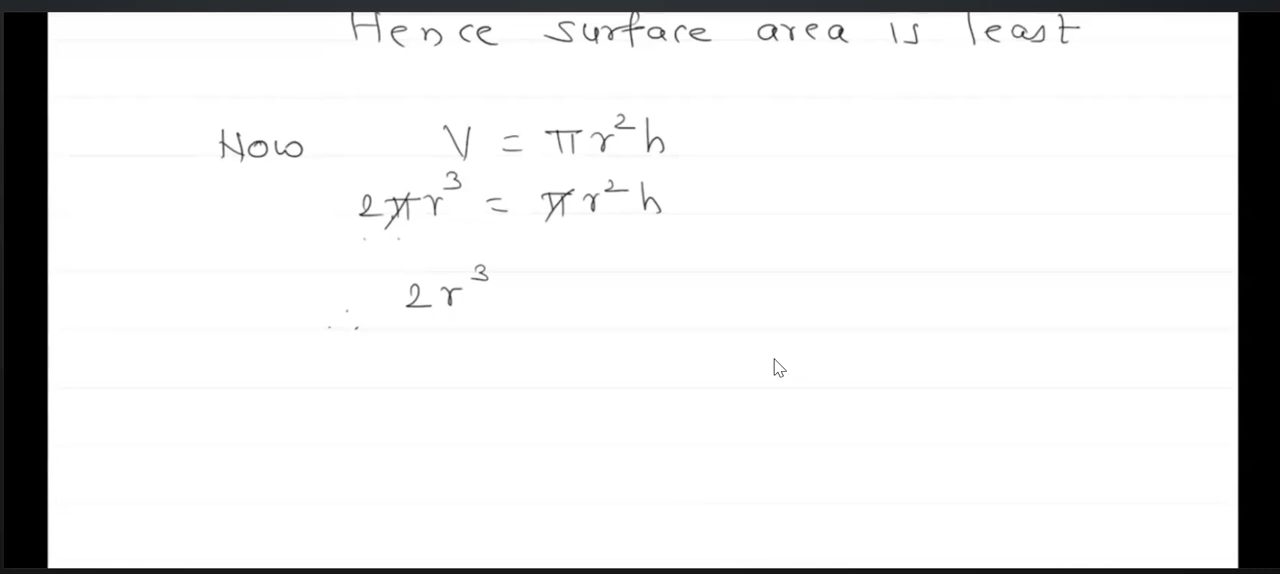 Hence surface area is least
Now V = πr²h
2πr³ = πr²h
∴ 2r³